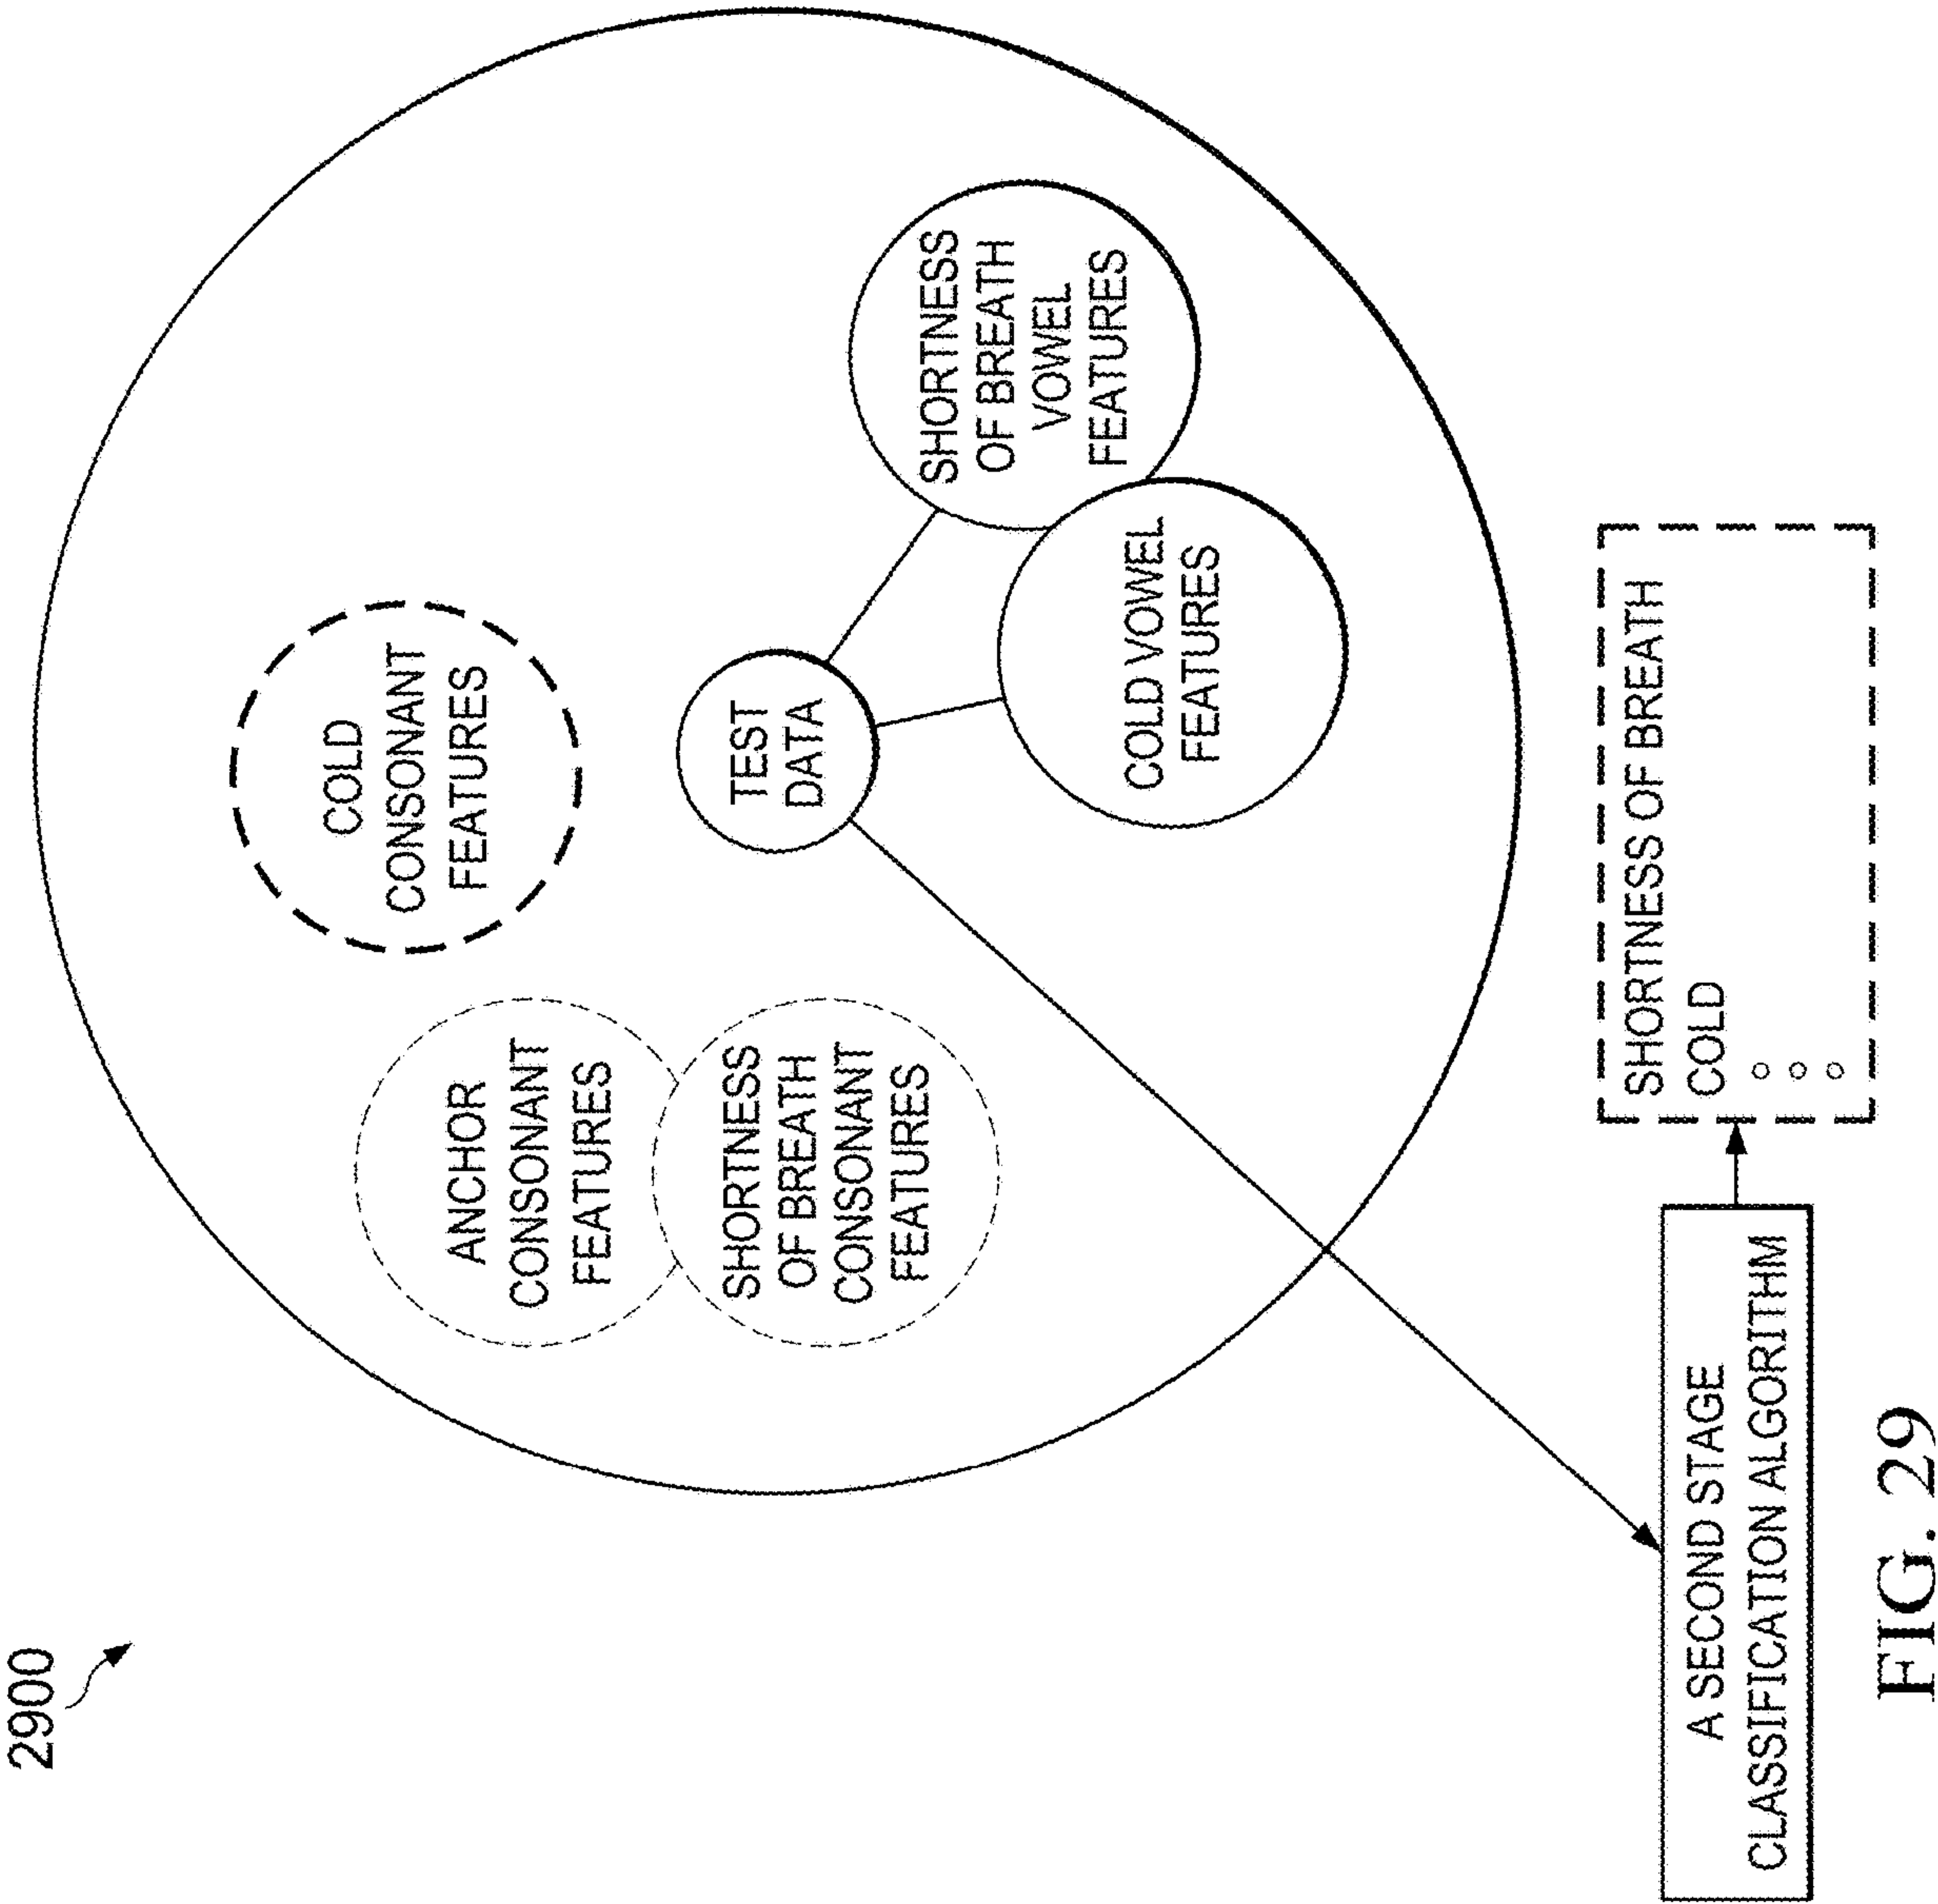 2900
COLD
CONSONANT
FEATURES
ANCHOR
CONSONANT
FEATURES
SHORTNESS
OF BREATH
CONSONANT
FEATURES
TEST
DATA
SHORTNESS
OF BREATH
VOWEL
FEATURES
COLD VOWEL
FEATURES
A SECOND STAGE
CLASSIFICATION ALGORITHM
SHORTNESS OF BREATH
COLD
FIG. 29